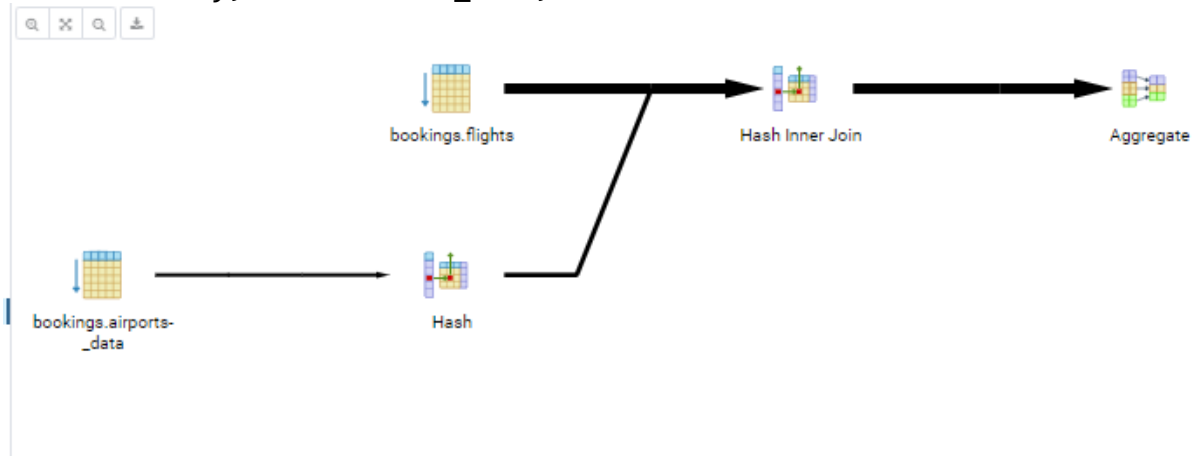 bookings.flights
Hash Inner Join
Aggregate
bookings.airports-
_data
Hash